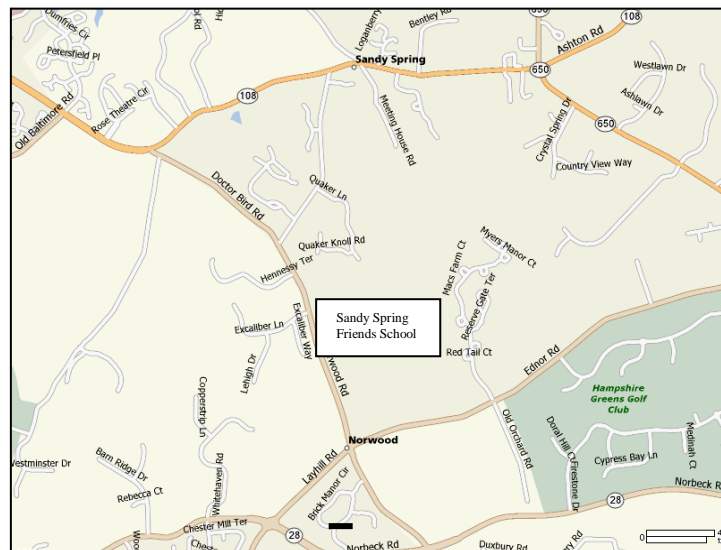 Dumfries Cir
Petersfield Pl
Old Baltimore Rd
Rose Theatre Cir
108
Loganberry
Bentley Rd
650
108
Ashton Rd
Sandy Spring
650
Westlawn Dr
Ashlawn Dr
650
Meeting House Rd
Crystal Spring Dr
Country View Way
Doctor Bird Rd
Quaker Ln
Quaker Knoll Rd
Hennessy Ter
Myers Manor Ct
Macs Farm Ct
Reserve Gate Ter
Sandy Spring
Friends School
Excaliber Ln
Excaliber Way
wood Rd
Lehigh Dr
Red Tail Ct
Ednor Rd
Copperstrip Ln
Hampshire
Greens Golf
Club
Old Orchard Rd
Doral Hill Ct
Firestone Dr
Medinah Ct
Cypress Bay Ln
Norwood
Layhill Rd
Westminster Dr
Barn Ridge Dr
Rebecca Ct
Whitehaven Rd
Brick Manor Cir
Norbeck R
28
Chester Mill Ter
28
Norbeck Rd
Duxbury Rd
ry Rd
0